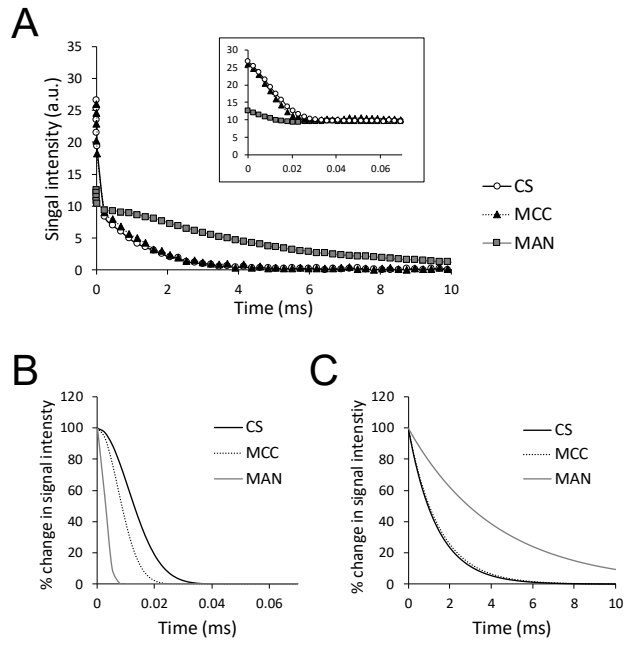 A
Singal intensity (a.u.)
35
30
25
20
15
10
5
0
0
2
4
6
8
10
Time (ms)
30
25
20
15
10
5
0
0
0.02
0.04
0.06
CS
MCC
MAN
B
% change in signal intensty
120
100
80
60
40
20
0
0
0.02
0.04
0.06
Time (ms)
CS
MCC
MAN
C
% change in signal intenstiy
120
100
80
60
40
20
0
0
2
4
6
8
10
Time (ms)
CS
MCC
MAN